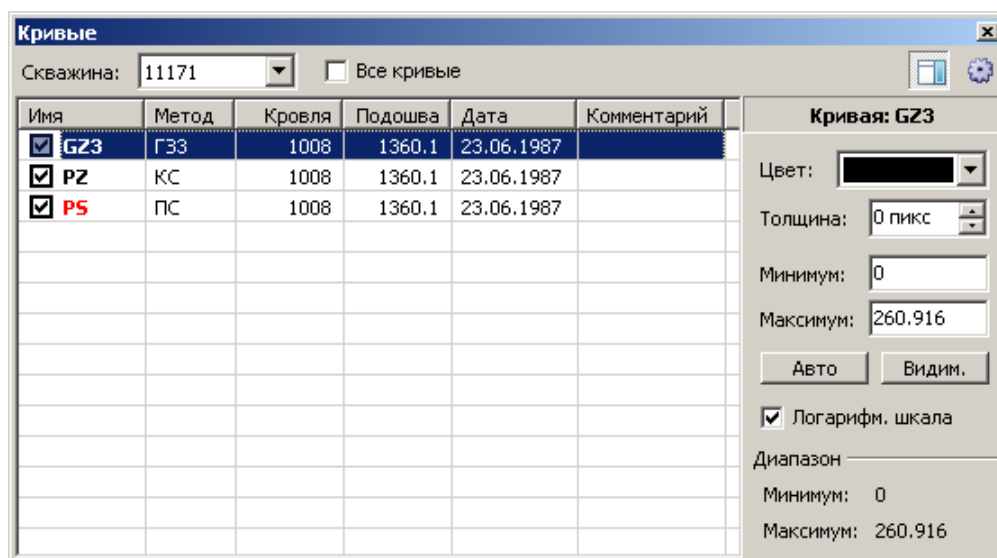 Кривые
Скважина: 11171 Все кривые
Имя Метод Кровля Подошва Дата Комментарий
GZ3 ГЗ3 1008 1360.1 23.06.1987
PZ КС 1008 1360.1 23.06.1987
PS ПС 1008 1360.1 23.06.1987
Кривая: GZ3
Цвет:
Толщина: 0 пикс
Минимум: 0
Максимум: 260.916
Авто Видим.
Логарифм. шкала
Диапазон
Минимум: 0
Максимум: 260.916